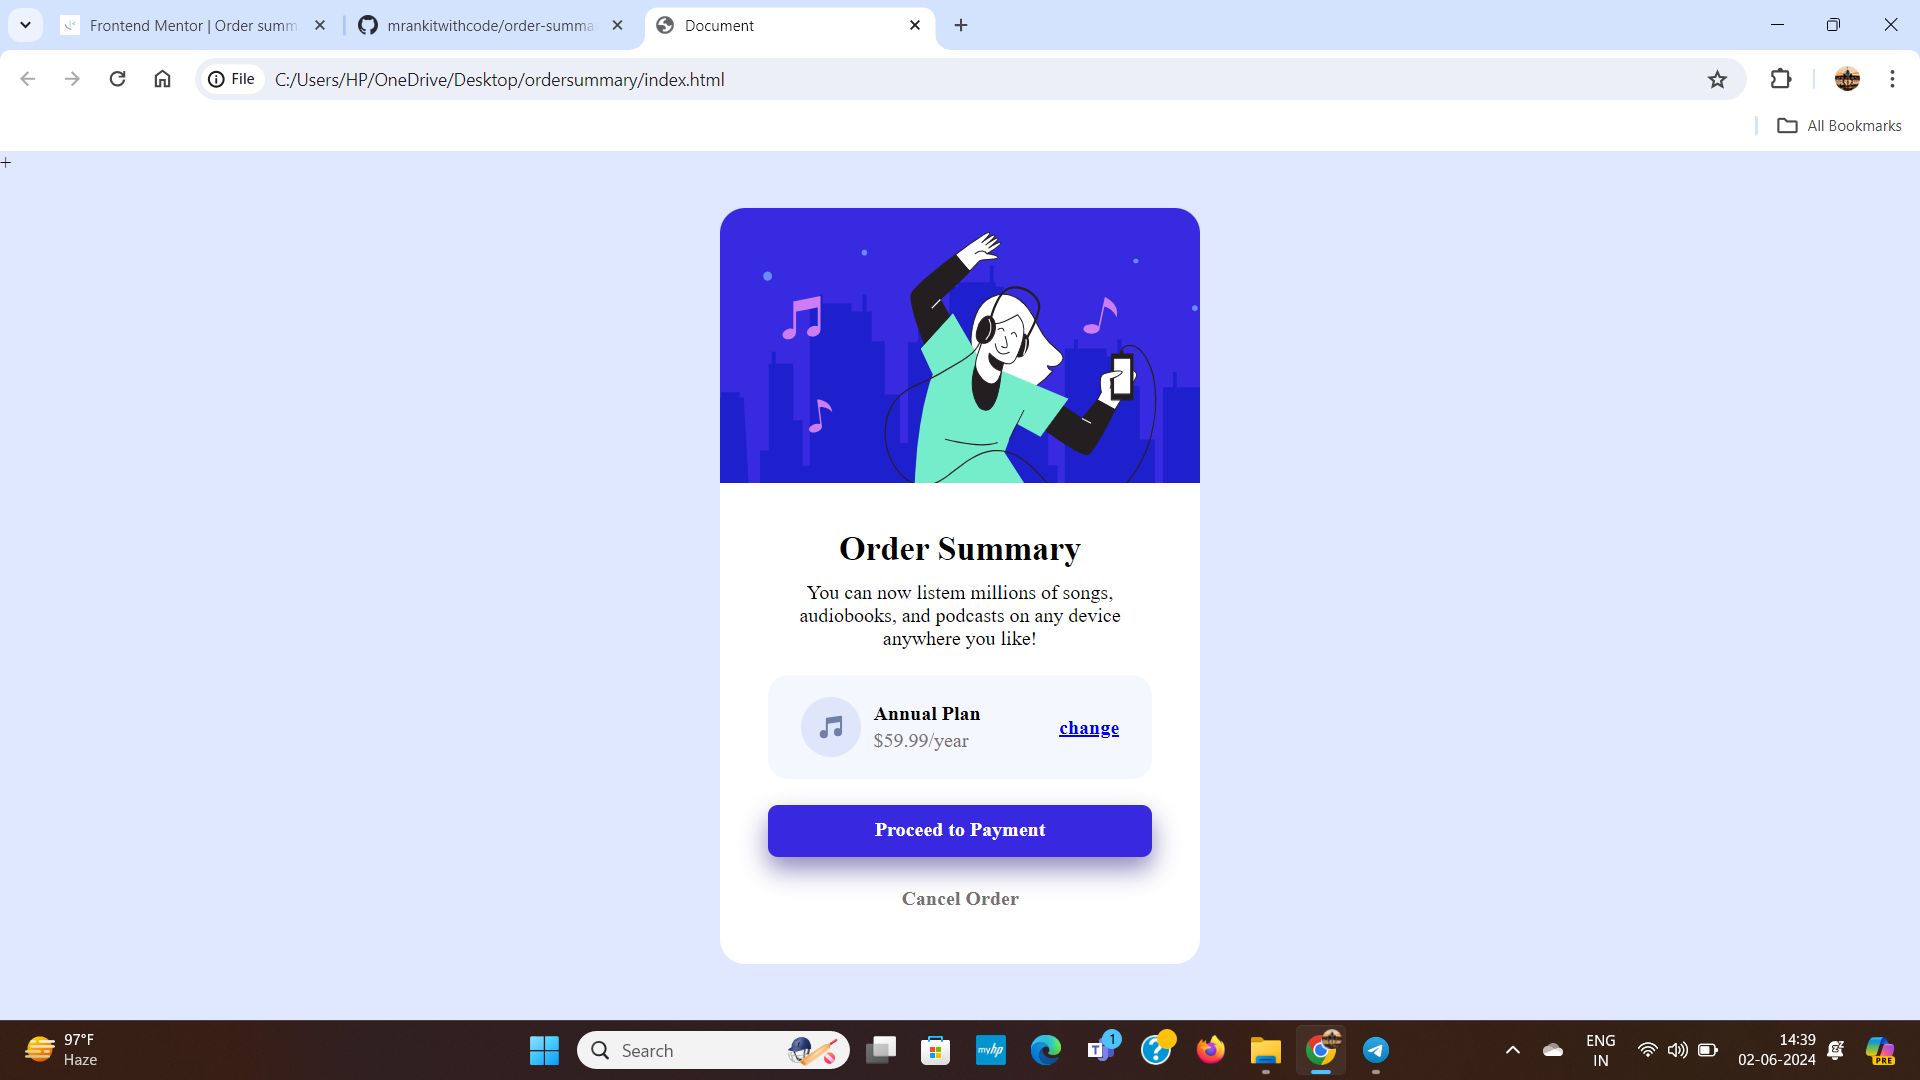 Frontend Mentor | Order summ
mrankitwithcode/order-summa
Document
File
C:/Users/HP/OneDrive/Desktop/ordersummary/index.html
All Bookmarks
+
Order Summary
You can now listem millions of songs,
audiobooks, and podcasts on any device
anywhere you like!
Annual Plan
$59.99/year
change
Proceed to Payment
Cancel Order
97°F
Haze
Search
myhp
T
1
?
ENG
IN
14:39
02-06-2024
PRE